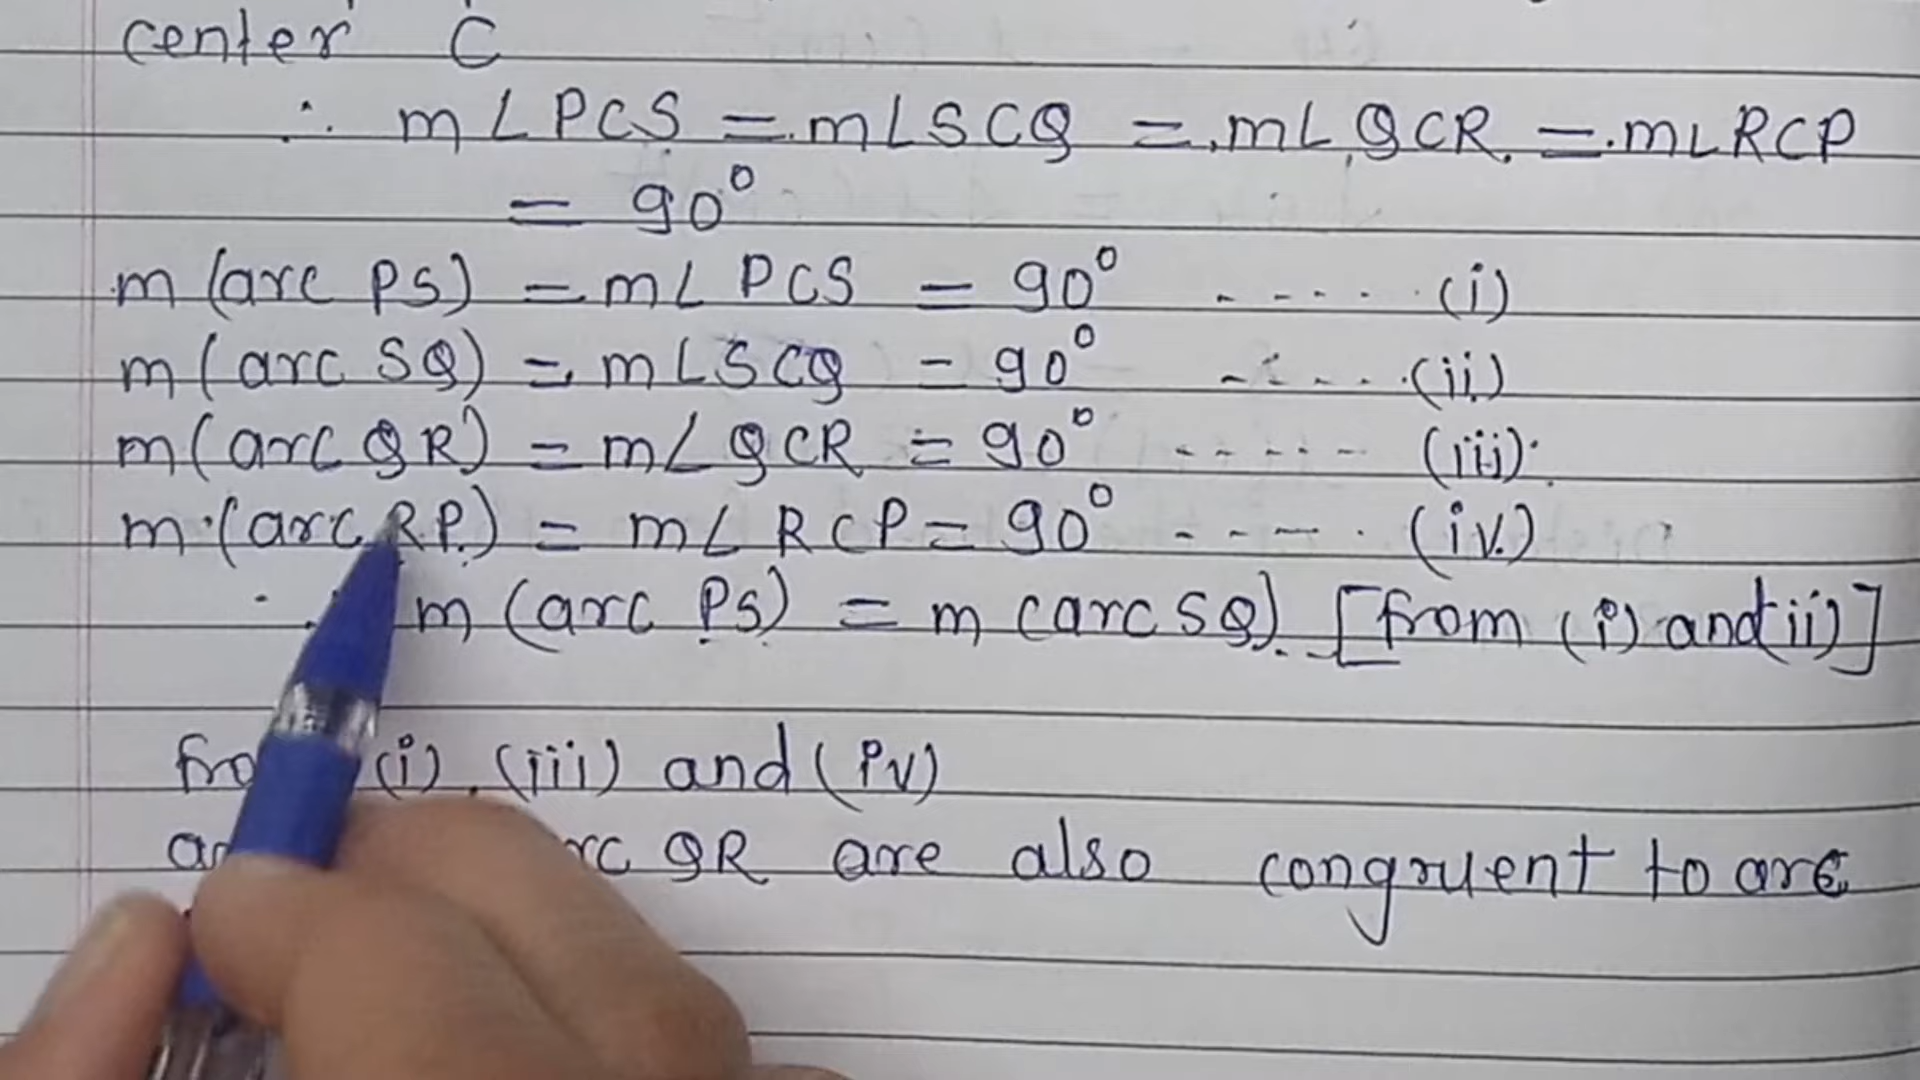 center C
∴ m∠PCS = m∠SCQ = m∠QCR = m∠RCP
= 90°
m (arc PS) = m∠ PCS = 90° ..... (i)
m (arc SQ) = m∠SCQ = 90° ..... (ii)
m (arc QR) = m∠QCR = 90° ..... (iii)
m (arc RP) = m∠ RCP = 90° ..... (iv)
m (arc PS) = m (arc SQ) [from (i) and (ii)]
(i), (iii) and (iv)
QR are also congruent to arc